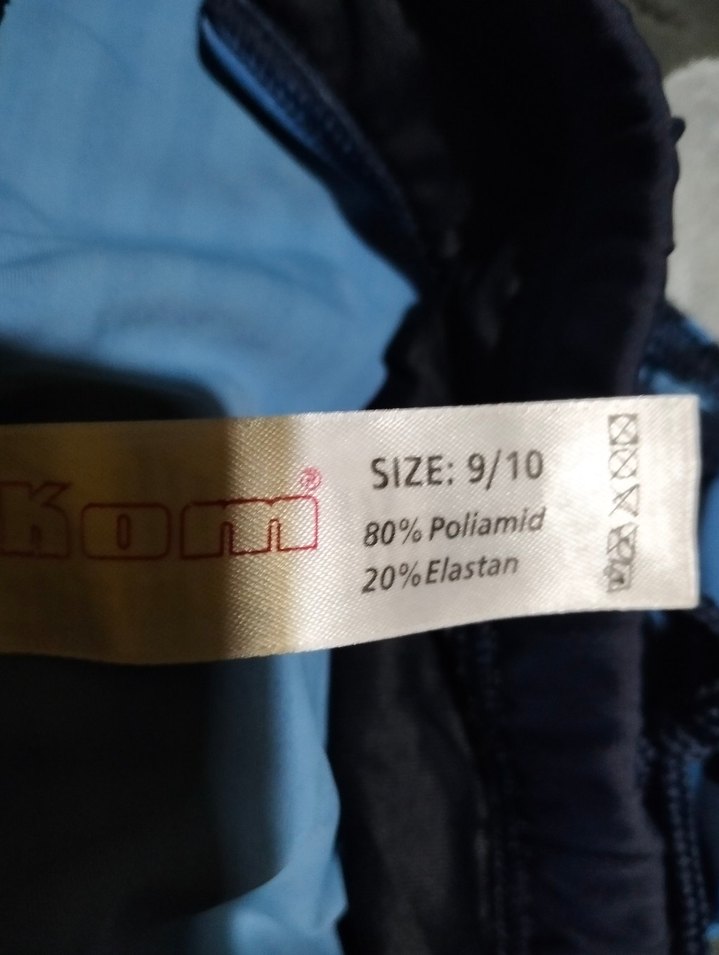 Kom®
SIZE: 9/10
80% Poliamid
20% Elastan